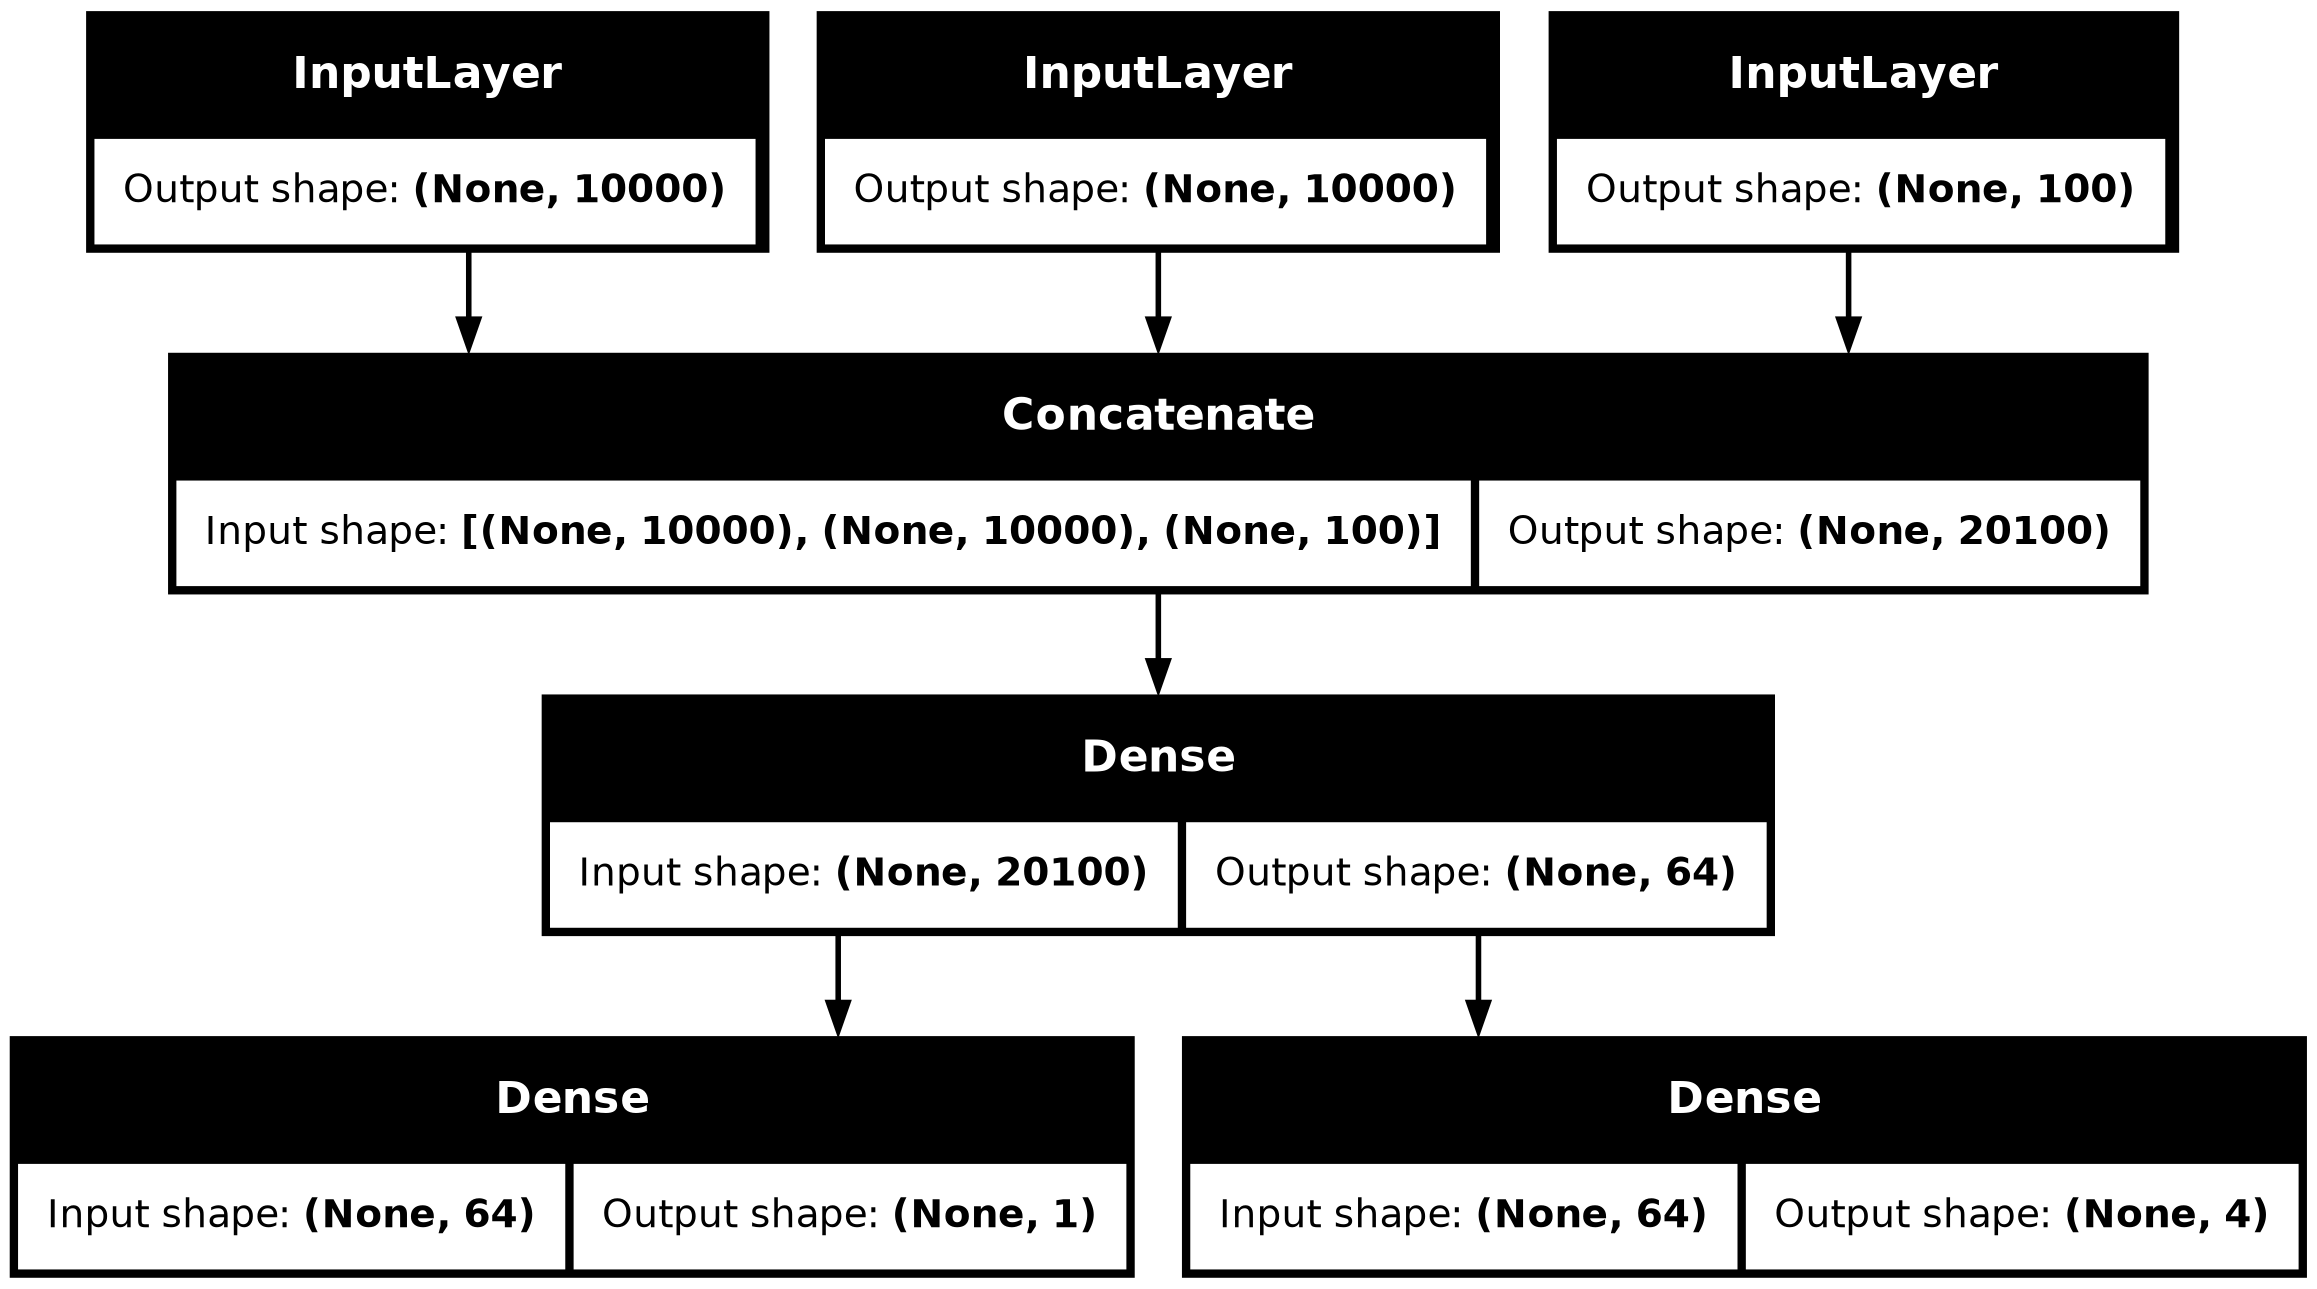 InputLayer
Output shape: (None, 10000)
InputLayer
Output shape: (None, 10000)
InputLayer
Output shape: (None, 100)
Concatenate
Input shape: [(None, 10000), (None, 10000), (None, 100)]
Output shape: (None, 20100)
Dense
Input shape: (None, 20100)
Output shape: (None, 64)
Dense
Input shape: (None, 64)
Output shape: (None, 1)
Dense
Input shape: (None, 64)
Output shape: (None, 4)